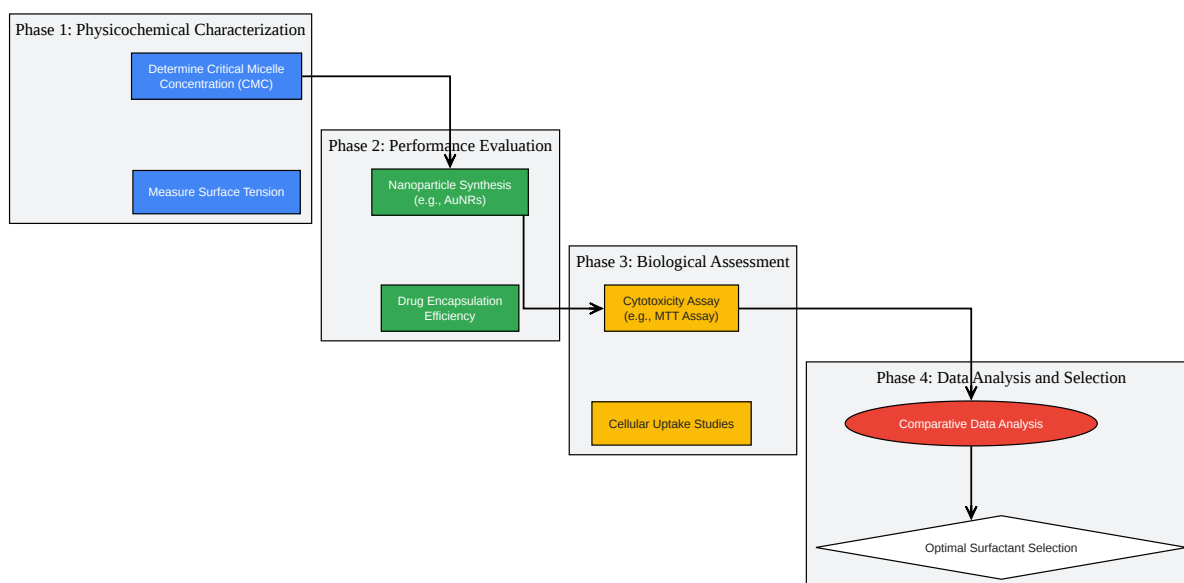 Phase 1: Physicochemical Characterization
Determine Critical Micelle
Concentration (CMC)
Measure Surface Tension
Phase 2: Performance Evaluation
Nanoparticle Synthesis
(e.g., AuNRs)
Drug Encapsulation
Efficiency
Phase 3: Biological Assessment
Cytotoxicity Assay
(e.g., MTT Assay)
Cellular Uptake Studies
Phase 4: Data Analysis and Selection
Comparative Data Analysis
Optimal Surfactant Selection